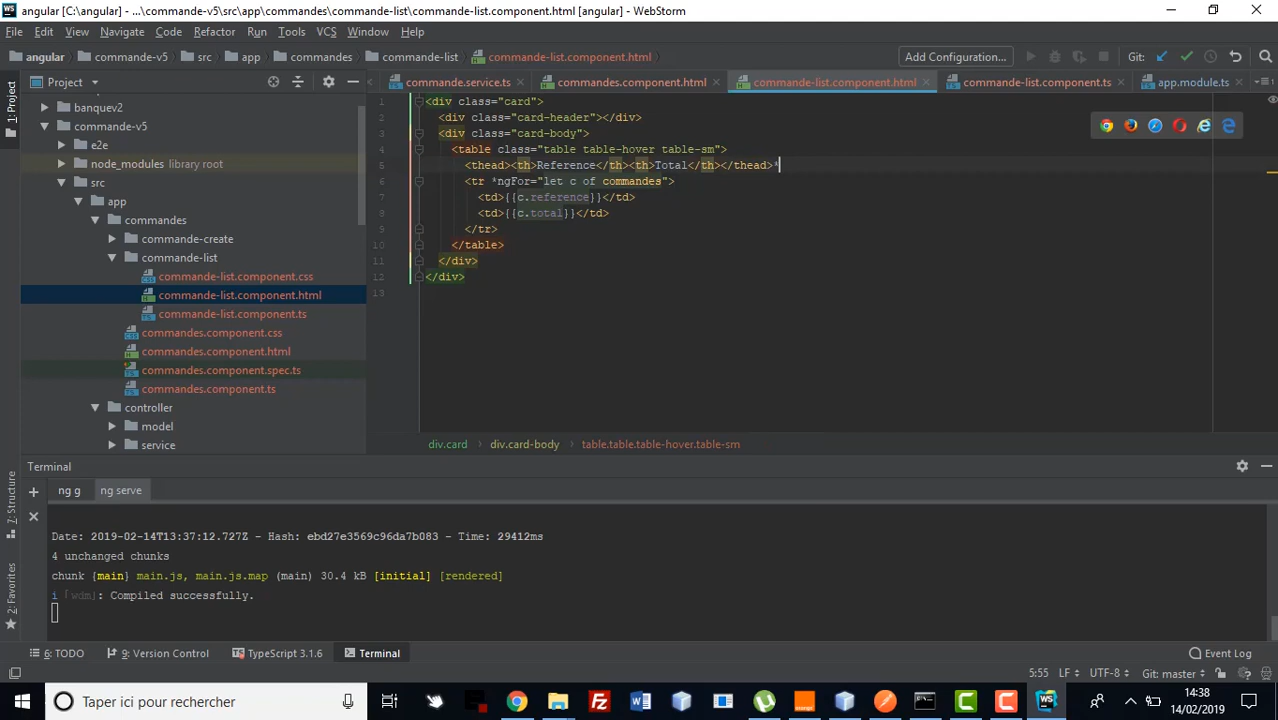 angular [C:\angular] - ...\commande-v5\src\app\commandes\commande-list\commande-list.component.html [angular] - WebStorm
File Edit View Navigate Code Refactor Run Tools VCS Window Help
angular commande-v5 src app commandes commande-list commande-list.component.html Add Configuration... Git:
1: Project
Project
commande.service.ts commandes.component.html commande-list.component.html commande-list.component.ts app.module.ts
banquev2
commande-v5
e2e
node_modules library root
src
app
commandes
commande-create
commande-list
commande-list.component.css
commande-list.component.html
commande-list.component.ts
commandes.component.css
commandes.component.html
commandes.component.spec.ts
commandes.component.ts
controller
model
service
1 <div class="card">
2 <div class="card-header"></div>
3 <div class="card-body">
4 <table class="table table-hover table-sm">
5 <thead><th>Reference</th><th>Total</th></thead>*
6 <tr *ngFor="let c of commandes">
7 <td>{{c.reference}}</td>
8 <td>{{c.total}}</td>
9 </tr>
10 </table>
11 </div>
12 </div>
13
div.card div.card-body table.table.table-hover.table-sm
Terminal
7: Structure
2: Favorites
ng g ng serve
Date: 2019-02-14T13:37:12.727Z - Hash: ebd27e3569c96da7b083 - Time: 29412ms
4 unchanged chunks
chunk {main} main.js, main.js.map (main) 30.4 kB [initial] [rendered]
i 「wdm」: Compiled successfully.
6: TODO 9: Version Control TypeScript 3.1.6 Terminal Event Log
5:55 LF UTF-8 Git: master
Taper ici pour rechercher
14:38
14/02/2019